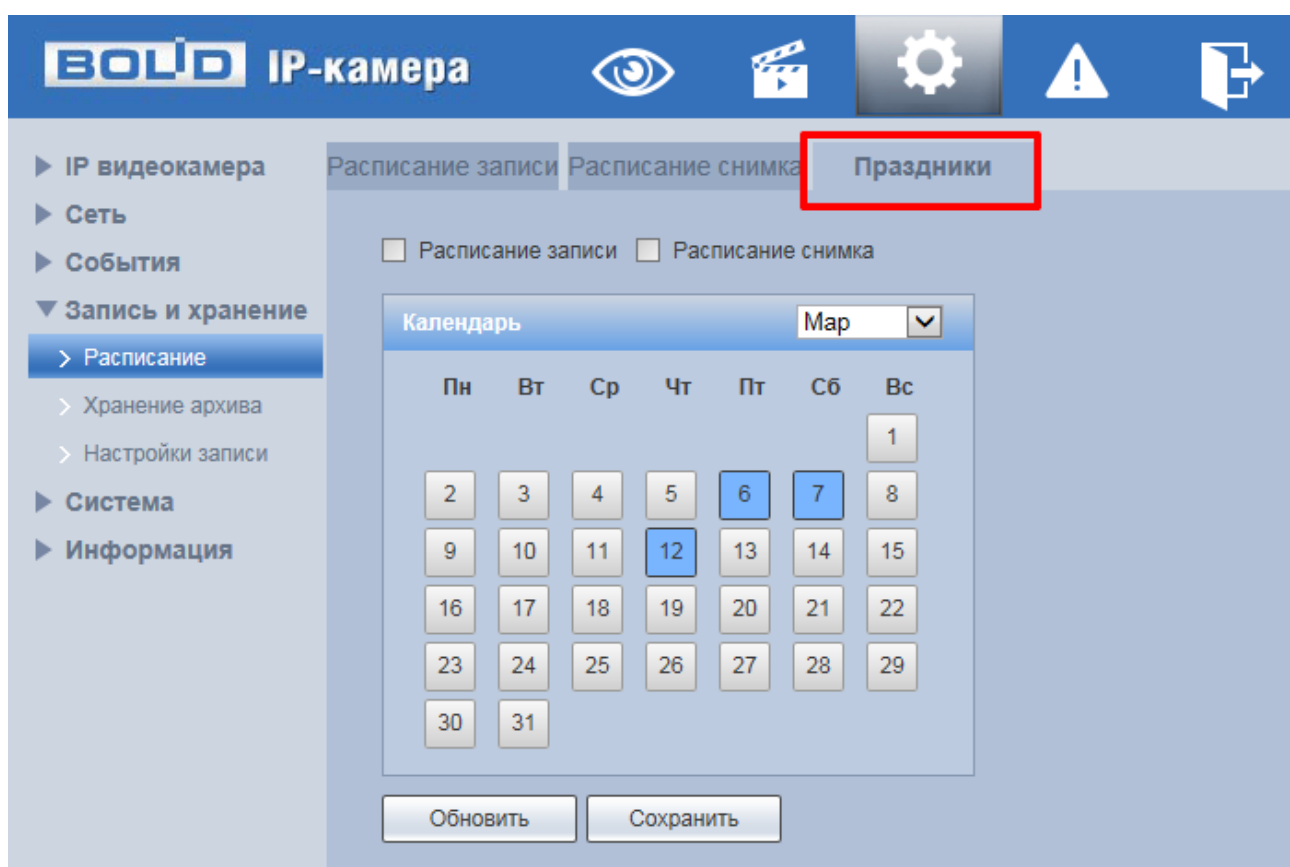 BOLID IP-камера
IP видеокамера
Сеть
События
Запись и хранение
Расписание
Хранение архива
Настройки записи
Система
Информация
Расписание записи Расписание снимка Праздники
Расписание записи Расписание снимка
Календарь Мар
Пн Вт Ср Чт Пт Сб Вс
1
2 3 4 5 6 7 8
9 10 11 12 13 14 15
16 17 18 19 20 21 22
23 24 25 26 27 28 29
30 31
Обновить Сохранить